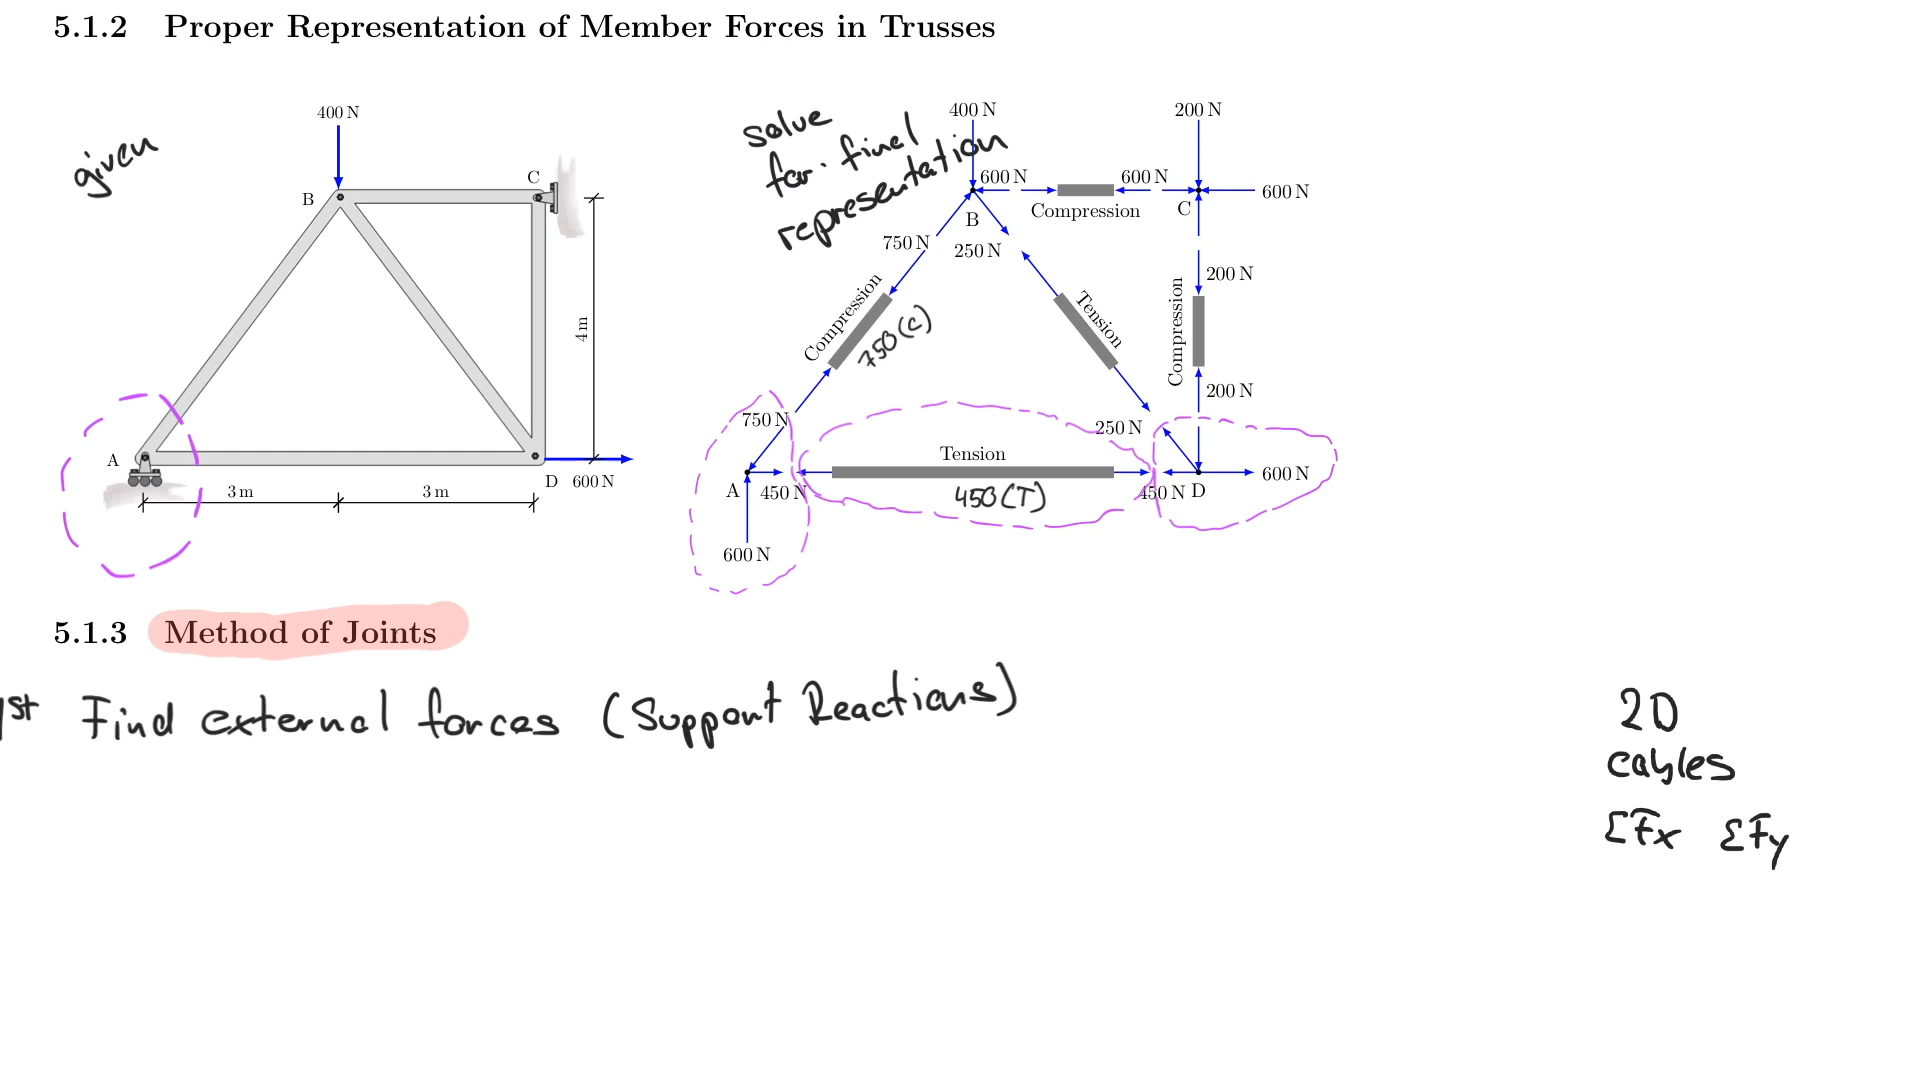 5.1.2 Proper Representation of Member Forces in Trusses
given
400 N
B
C
4 m
A
3 m
3 m
D 600 N
solve
for final
representation
400 N
200 N
600 N
600 N
600 N
B
Compression
C
750 N
250 N
Compression
750(C)
Tension
200 N
Compression
200 N
750 N
250 N
Tension
A
450 N
450(T)
450 N
D
600 N
600 N
5.1.3 Method of Joints
1st Find external forces (Support Reactions)
2D
cables
ΣFx ΣFy